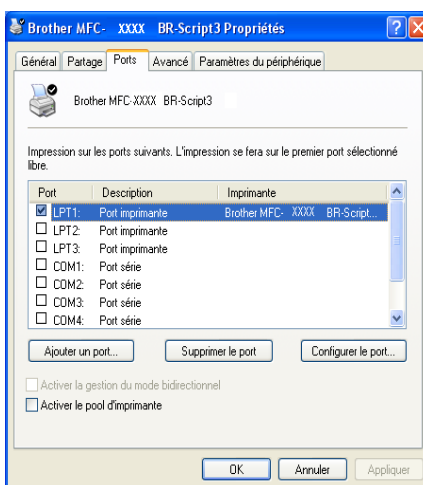 Brother MFC- XXXX BR-Script3 Propriétés
Général Partage Ports Avancé Paramètres du périphérique
Brother MFC-XXXX BR-Script3
Impression sur les ports suivants. L'impression se fera sur le premier port sélectionné
libre.
Port Description Imprimante
LPT1: Port imprimante Brother MFC- XXXX BR-Script...
LPT2: Port imprimante
LPT3: Port imprimante
COM1: Port série
COM2: Port série
COM3: Port série
COM4: Port série
Ajouter un port... Supprimer le port Configurer le port...
Activer la gestion du mode bidirectionnel
Activer le pool d'imprimante
OK Annuler Appliquer